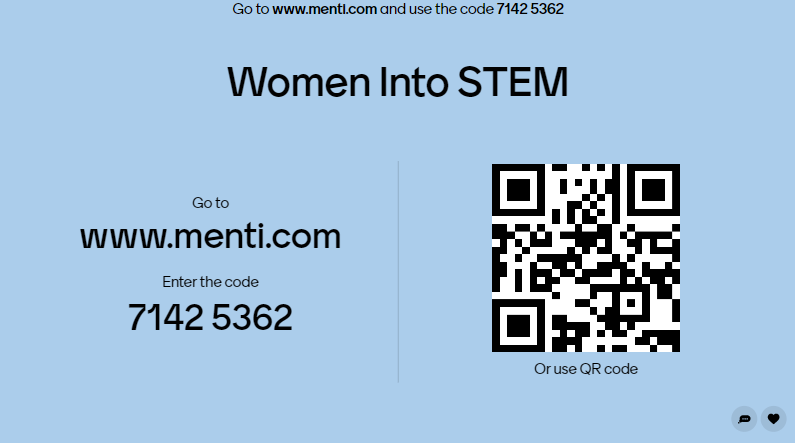 Go to www.menti.com and use the code 7142 5362
Women Into STEM
Go to
www.menti.com
Enter the code
7142 5362
Or use QR code